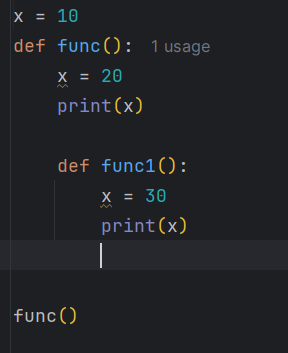 x = 10
def func():  1 usage
    x = 20
    print(x)

    def func1():
        x = 30
        print(x)

func()